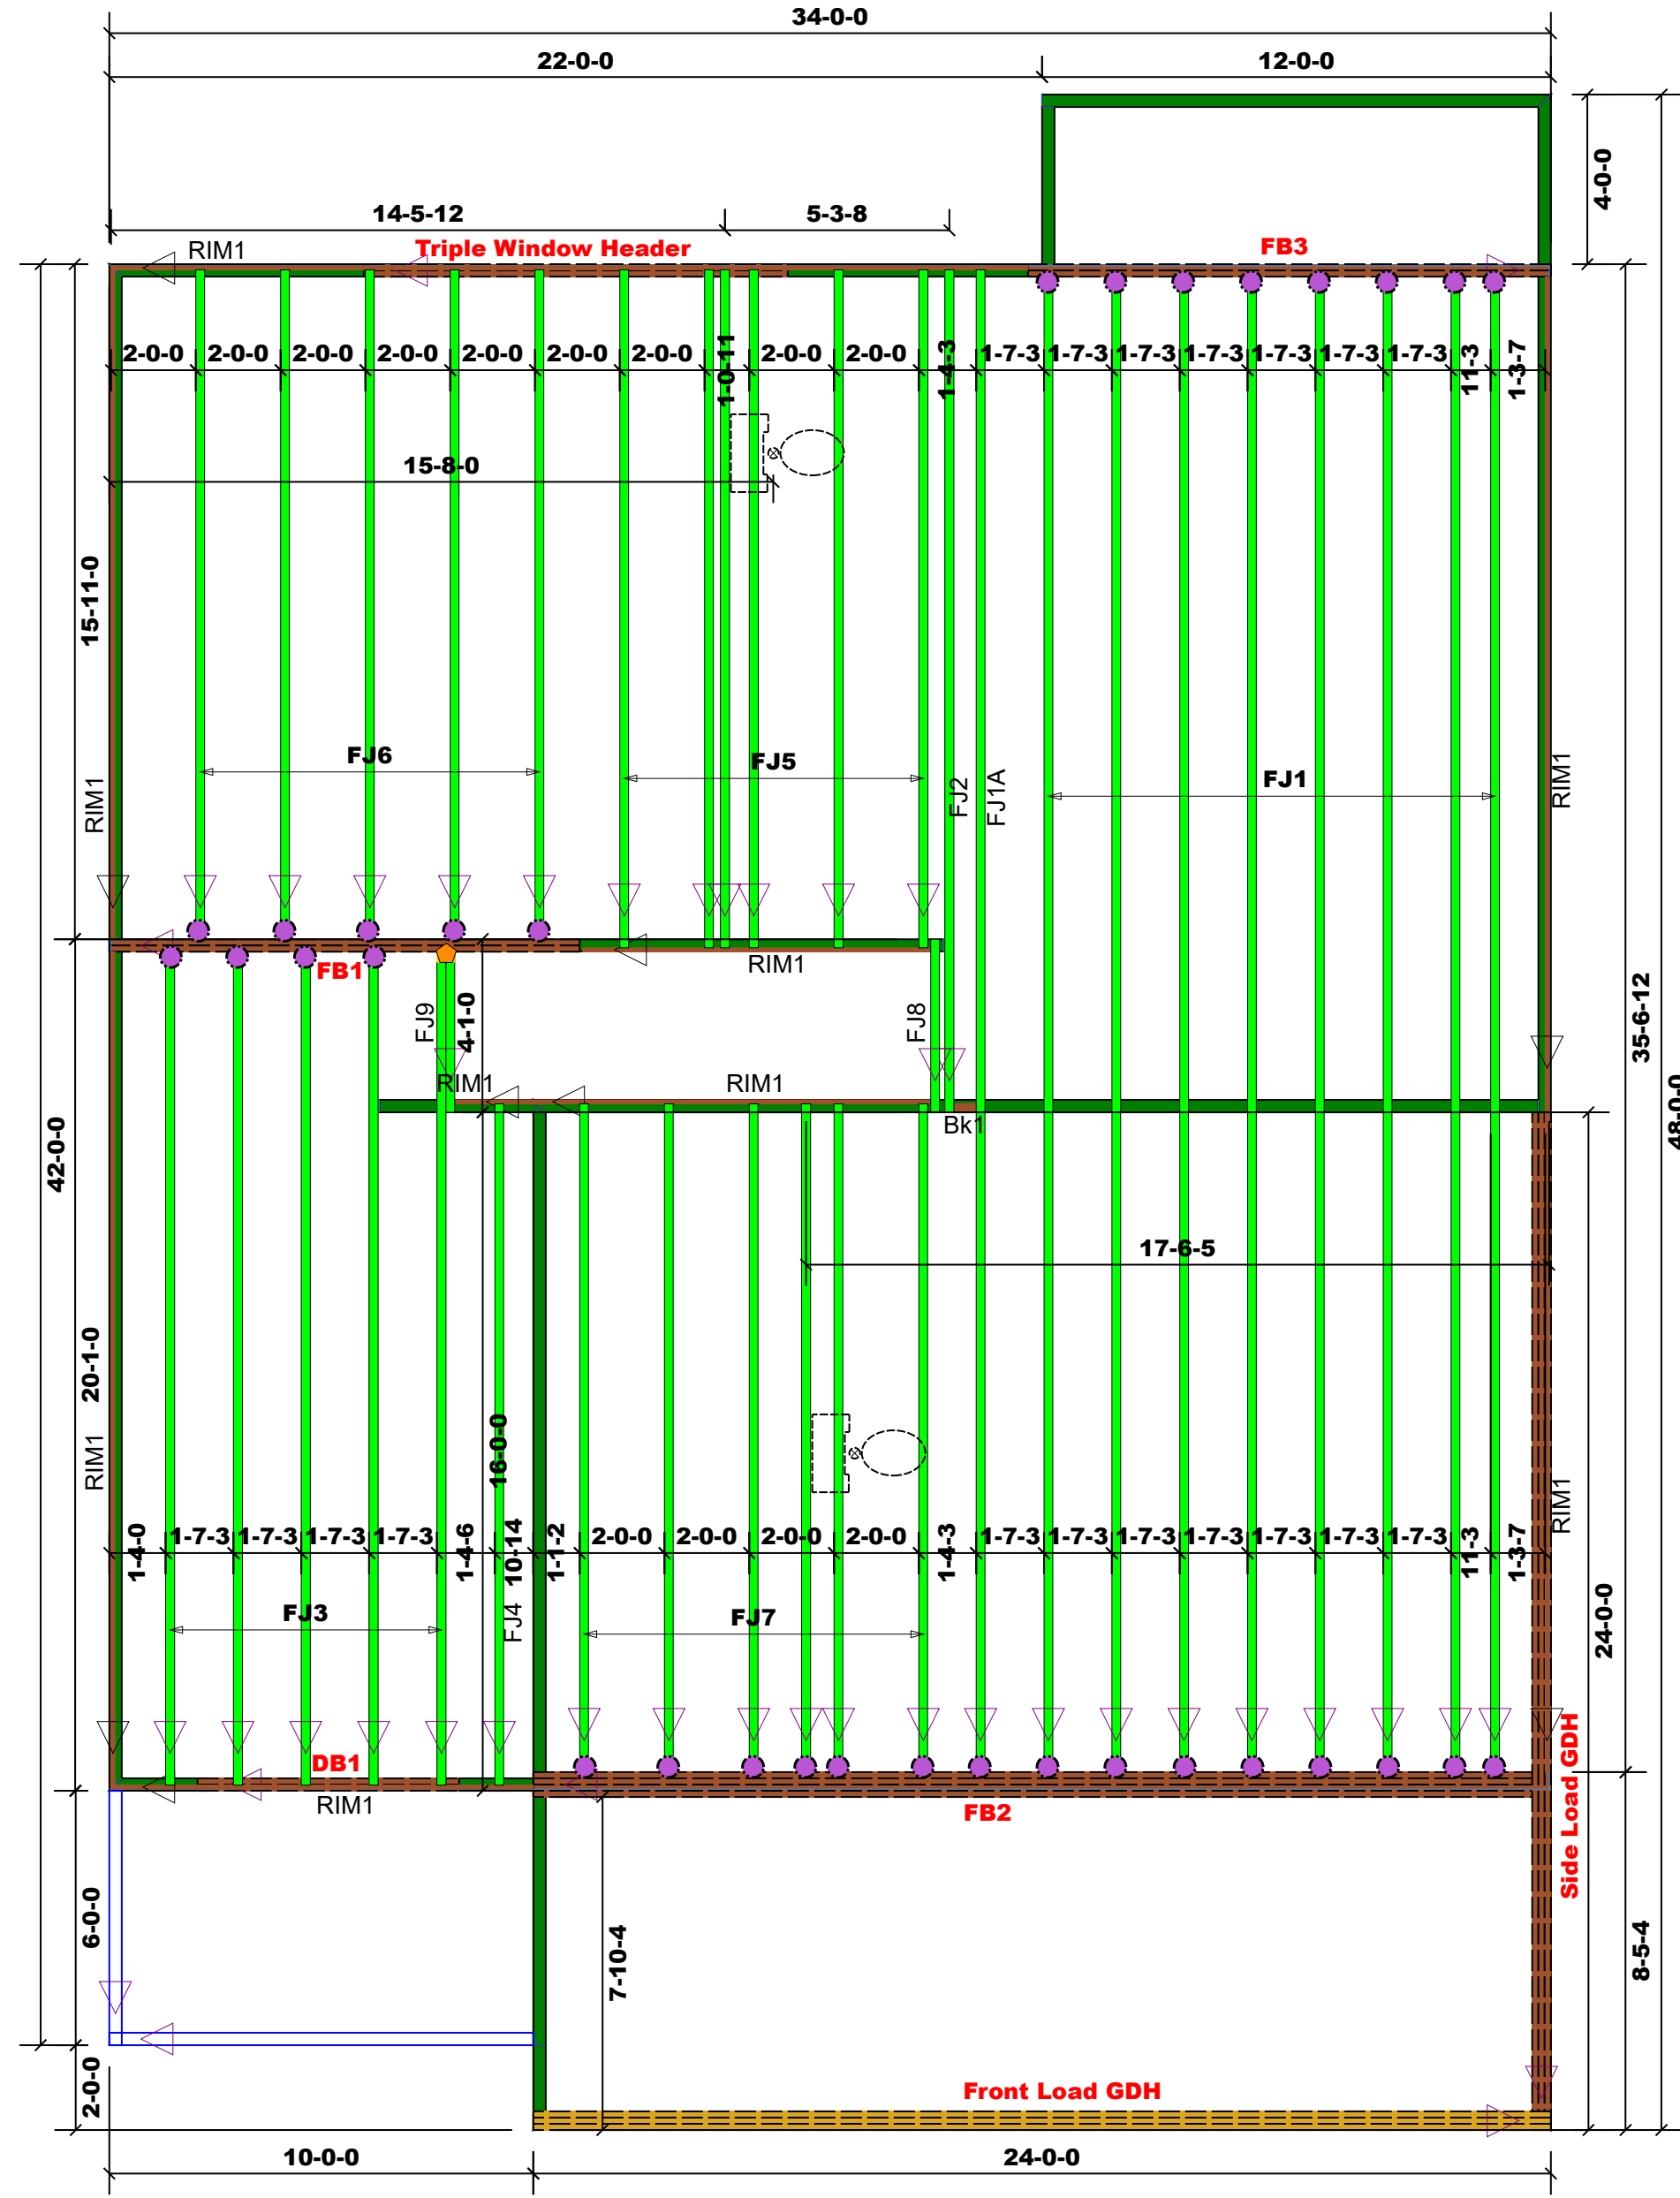 34-0-0
22-0-0
12-0-0
4-0-0
14-5-12
5-3-8
RIM1
Triple Window Header
FB3
2-0-0
2-0-0
2-0-0
2-0-0
2-0-0
2-0-0
2-0-0
1-0-11
2-0-0
2-0-0
1-4-3
1-7-3
1-7-3
1-7-3
1-7-3
1-7-3
1-7-3
1-7-3
11-3
1-3-7
15-8-0
15-11-0
FJ6
FJ5
FJ2
FJ1A
FJ1
RIM1
RIM1
FB1
RIM1
FJ9
4-1-0
FJ8
35-6-12
48-0-0
RIM1
RIM1
Bk1
42-0-0
17-6-5
20-1-0
16-0-0
RIM1
RIM1
1-4-0
1-7-3
1-7-3
1-7-3
1-7-3
1-4-6
10-14
1-1-2
2-0-0
2-0-0
2-0-0
2-0-0
1-4-3
1-7-3
1-7-3
1-7-3
1-7-3
1-7-3
1-7-3
1-7-3
11-3
1-3-7
FJ3
FJ4
FJ7
24-0-0
DB1
RIM1
FB2
Side Load GDH
6-0-0
7-10-4
8-5-4
2-0-0
Front Load GDH
10-0-0
24-0-0